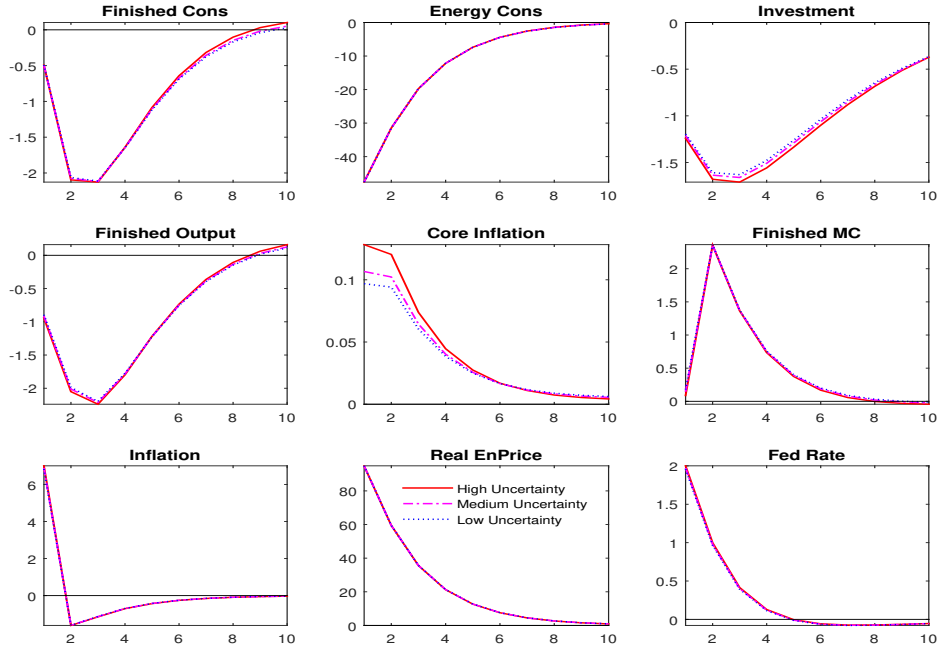 Finished Cons
0
-0.5
-1
-1.5
-2
2 4 6 8 10
Energy Cons
0
-10
-20
-30
-40
2 4 6 8 10
Investment
0
-0.5
-1
-1.5
2 4 6 8 10
Finished Output
0
-0.5
-1
-1.5
-2
2 4 6 8 10
Core Inflation
0.1
0.05
0
2 4 6 8 10
Finished MC
2
1.5
1
0.5
0
2 4 6 8 10
Inflation
6
4
2
0
2 4 6 8 10
Real EnPrice
80
60
40
20
0
High Uncertainty
Medium Uncertainty
Low Uncertainty
2 4 6 8 10
Fed Rate
2
1.5
1
0.5
0
2 4 6 8 10